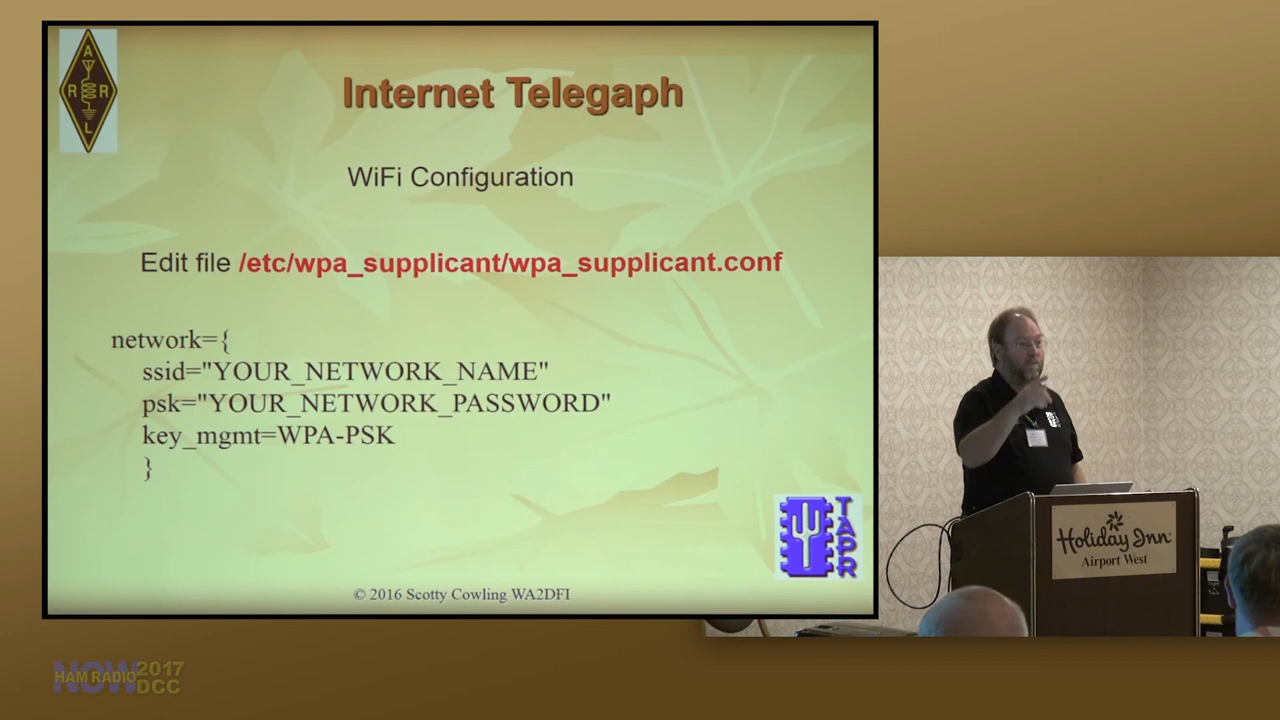 A
R R
L
Internet Telegaph
WiFi Configuration
Edit file /etc/wpa_supplicant/wpa_supplicant.conf
network={
ssid="YOUR_NETWORK_NAME"
psk="YOUR_NETWORK_PASSWORD"
key_mgmt=WPA-PSK
}
TAPR
© 2016 Scotty Cowling WA2DFI
Holiday Inn
Airport West
NOW
HAM RADIO 2017
DCC